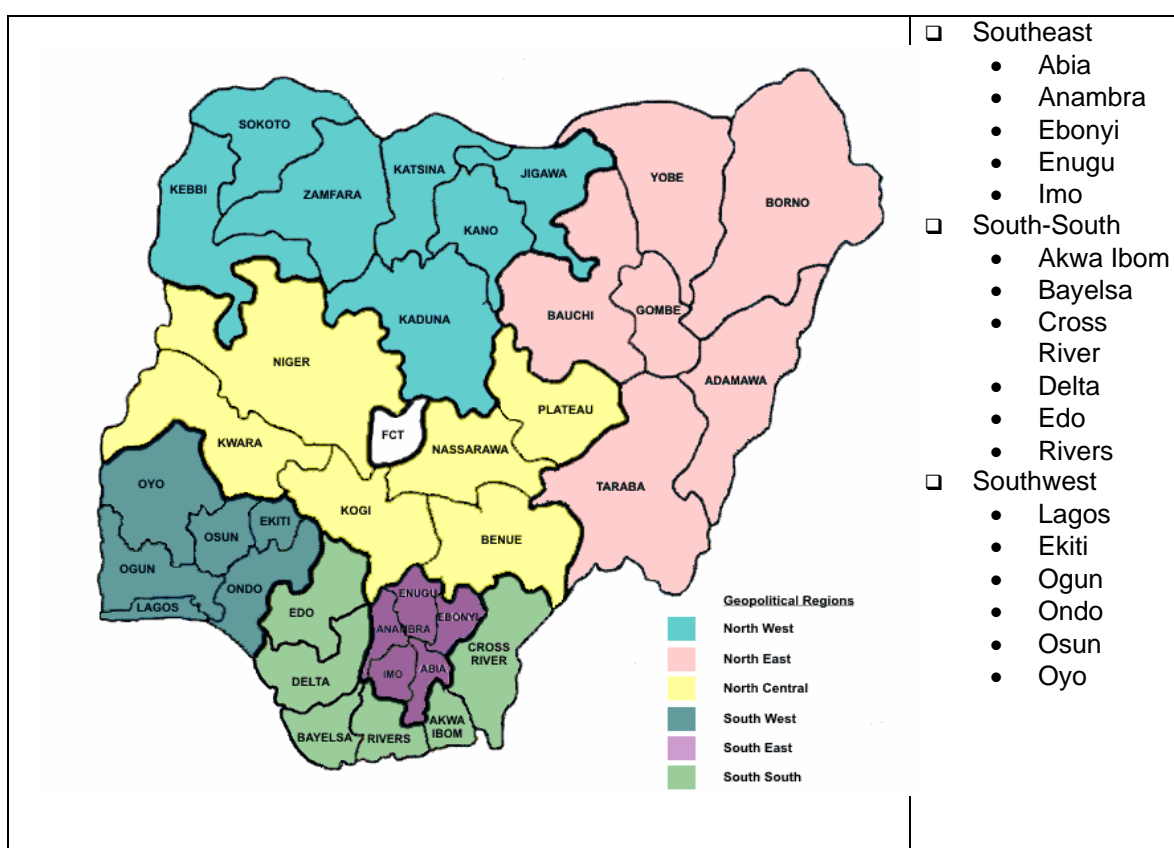 SOKOTO
KEBBI
ZAMFARA
KATSINA
JIGAWA
KANO
YOBE
BORNO
KADUNA
BAUCHI
GOMBE
ADAMAWA
NIGER
PLATEAU
FCT
NASSARAWA
KWARA
TARABA
OYO
KOGI
BENUE
OSUN
EKITI
OGUN
ONDO
LAGOS
EDO
ENUGU
EBONYI
ANAMBRA
CROSS
RIVER
IMO
ABIA
DELTA
AKWA
IBOM
BAYELSA
RIVERS
Geopolitical Regions
North West
North East
North Central
South West
South East
South South
❑ Southeast
• Abia
• Anambra
• Ebonyi
• Enugu
• Imo
❑ South-South
• Akwa Ibom
• Bayelsa
• Cross
River
• Delta
• Edo
• Rivers
❑ Southwest
• Lagos
• Ekiti
• Ogun
• Ondo
• Osun
• Oyo